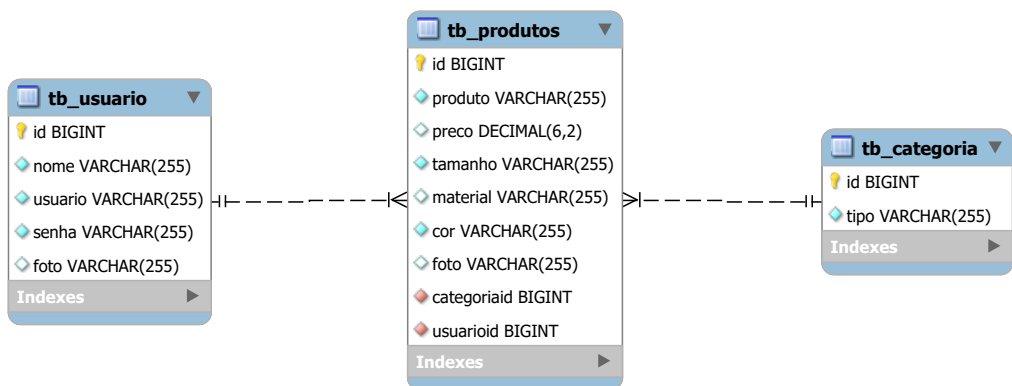 tb_usuario
id BIGINT
nome VARCHAR(255)
usuario VARCHAR(255)
senha VARCHAR(255)
foto VARCHAR(255)
Indexes
tb_produtos
id BIGINT
produto VARCHAR(255)
preco DECIMAL(6,2)
tamanho VARCHAR(255)
material VARCHAR(255)
cor VARCHAR(255)
foto VARCHAR(255)
categoriaid BIGINT
usuarioid BIGINT
Indexes
tb_categoria
id BIGINT
tipo VARCHAR(255)
Indexes